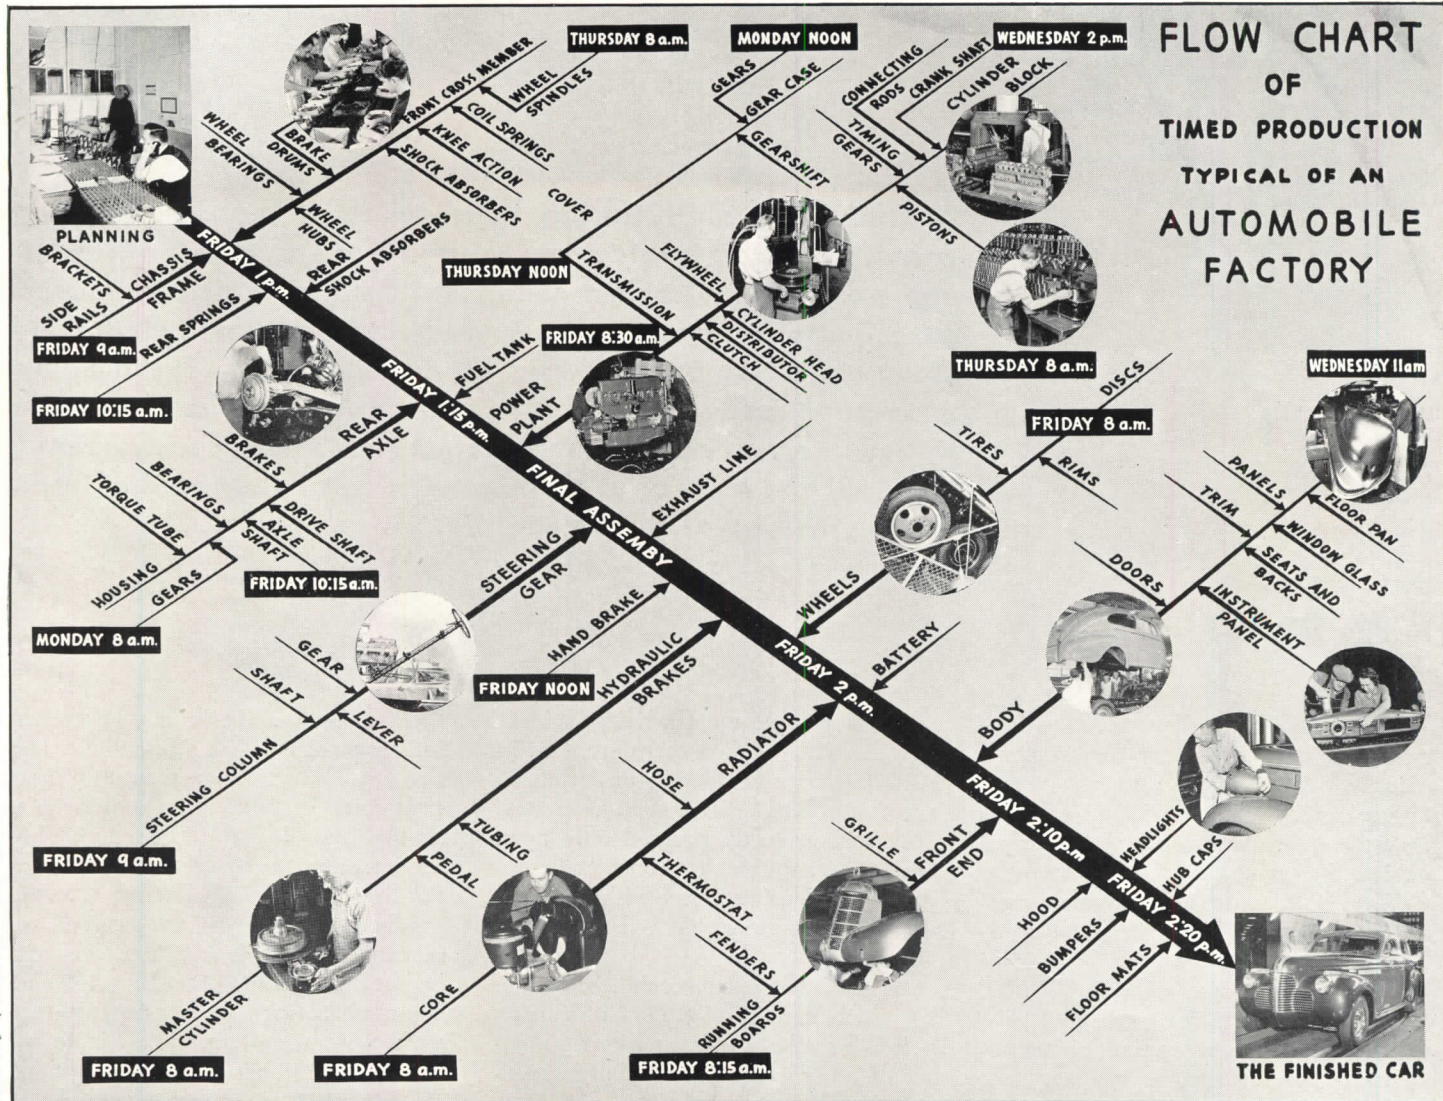 FLOW CHART
OF
TIMED PRODUCTION
TYPICAL OF AN
AUTOMOBILE
FACTORY
PLANNING
THURSDAY 8 a.m.
FRONT CROSS MEMBER
WHEEL
SPINDLES
COIL SPRINGS
KNEE ACTION
SHOCK ABSORBERS
BRAKE
DRUMS
WHEEL
BEARINGS
WHEEL
HUBS
REAR
SHOCK ABSORBERS
FRIDAY 1 p.m.
BRACKETS
CHASSIS
FRAME
SIDE
RAILS
FRIDAY 9 a.m.
REAR SPRINGS
FRIDAY 10:15 a.m.
MONDAY NOON
GEARS
GEAR CASE
GEARSHIFT
COVER
THURSDAY NOON
TRANSMISSION
WEDNESDAY 2 p.m.
CONNECTING
RODS
CRANK SHAFT
CYLINDER
BLOCK
TIMING
GEARS
PISTONS
THURSDAY 8 a.m.
FLYWHEEL
CYLINDER HEAD
DISTRIBUTOR
CLUTCH
FRIDAY 8:30 a.m.
FUEL TANK
POWER
PLANT
FRIDAY 1:15 p.m.
REAR
AXLE
BRAKES
BEARINGS
TORQUE TUBE
DRIVE SHAFT
AXLE
SHAFT
HOUSING
GEARS
FRIDAY 10:15 a.m.
MONDAY 8 a.m.
FINAL ASSEMBY
EXHAUST LINE
STEERING
GEAR
GEAR
SHAFT
LEVER
STEERING COLUMN
FRIDAY 9 a.m.
HAND BRAKE
FRIDAY NOON
HYDRAULIC
BRAKES
TUBING
PEDAL
MASTER
CYLINDER
FRIDAY 8 a.m.
DISCS
FRIDAY 8 a.m.
TIRES
RIMS
WHEELS
FRIDAY 2 p.m.
BATTERY
RADIATOR
HOSE
THERMOSTAT
CORE
FRIDAY 8 a.m.
WEDNESDAY 11am
PANELS
FLOOR PAN
TRIM
WINDOW GLASS
SEATS AND
BACKS
DOORS
INSTRUMENT
PANEL
BODY
FRIDAY 2:10 p.m
GRILLE
FRONT
END
FENDERS
RUNNING
BOARDS
FRIDAY 8:15 a.m.
HEADLIGHTS
HUB CAPS
HOOD
BUMPERS
FLOOR MATS
FRIDAY 2:20 p.m.
THE FINISHED CAR